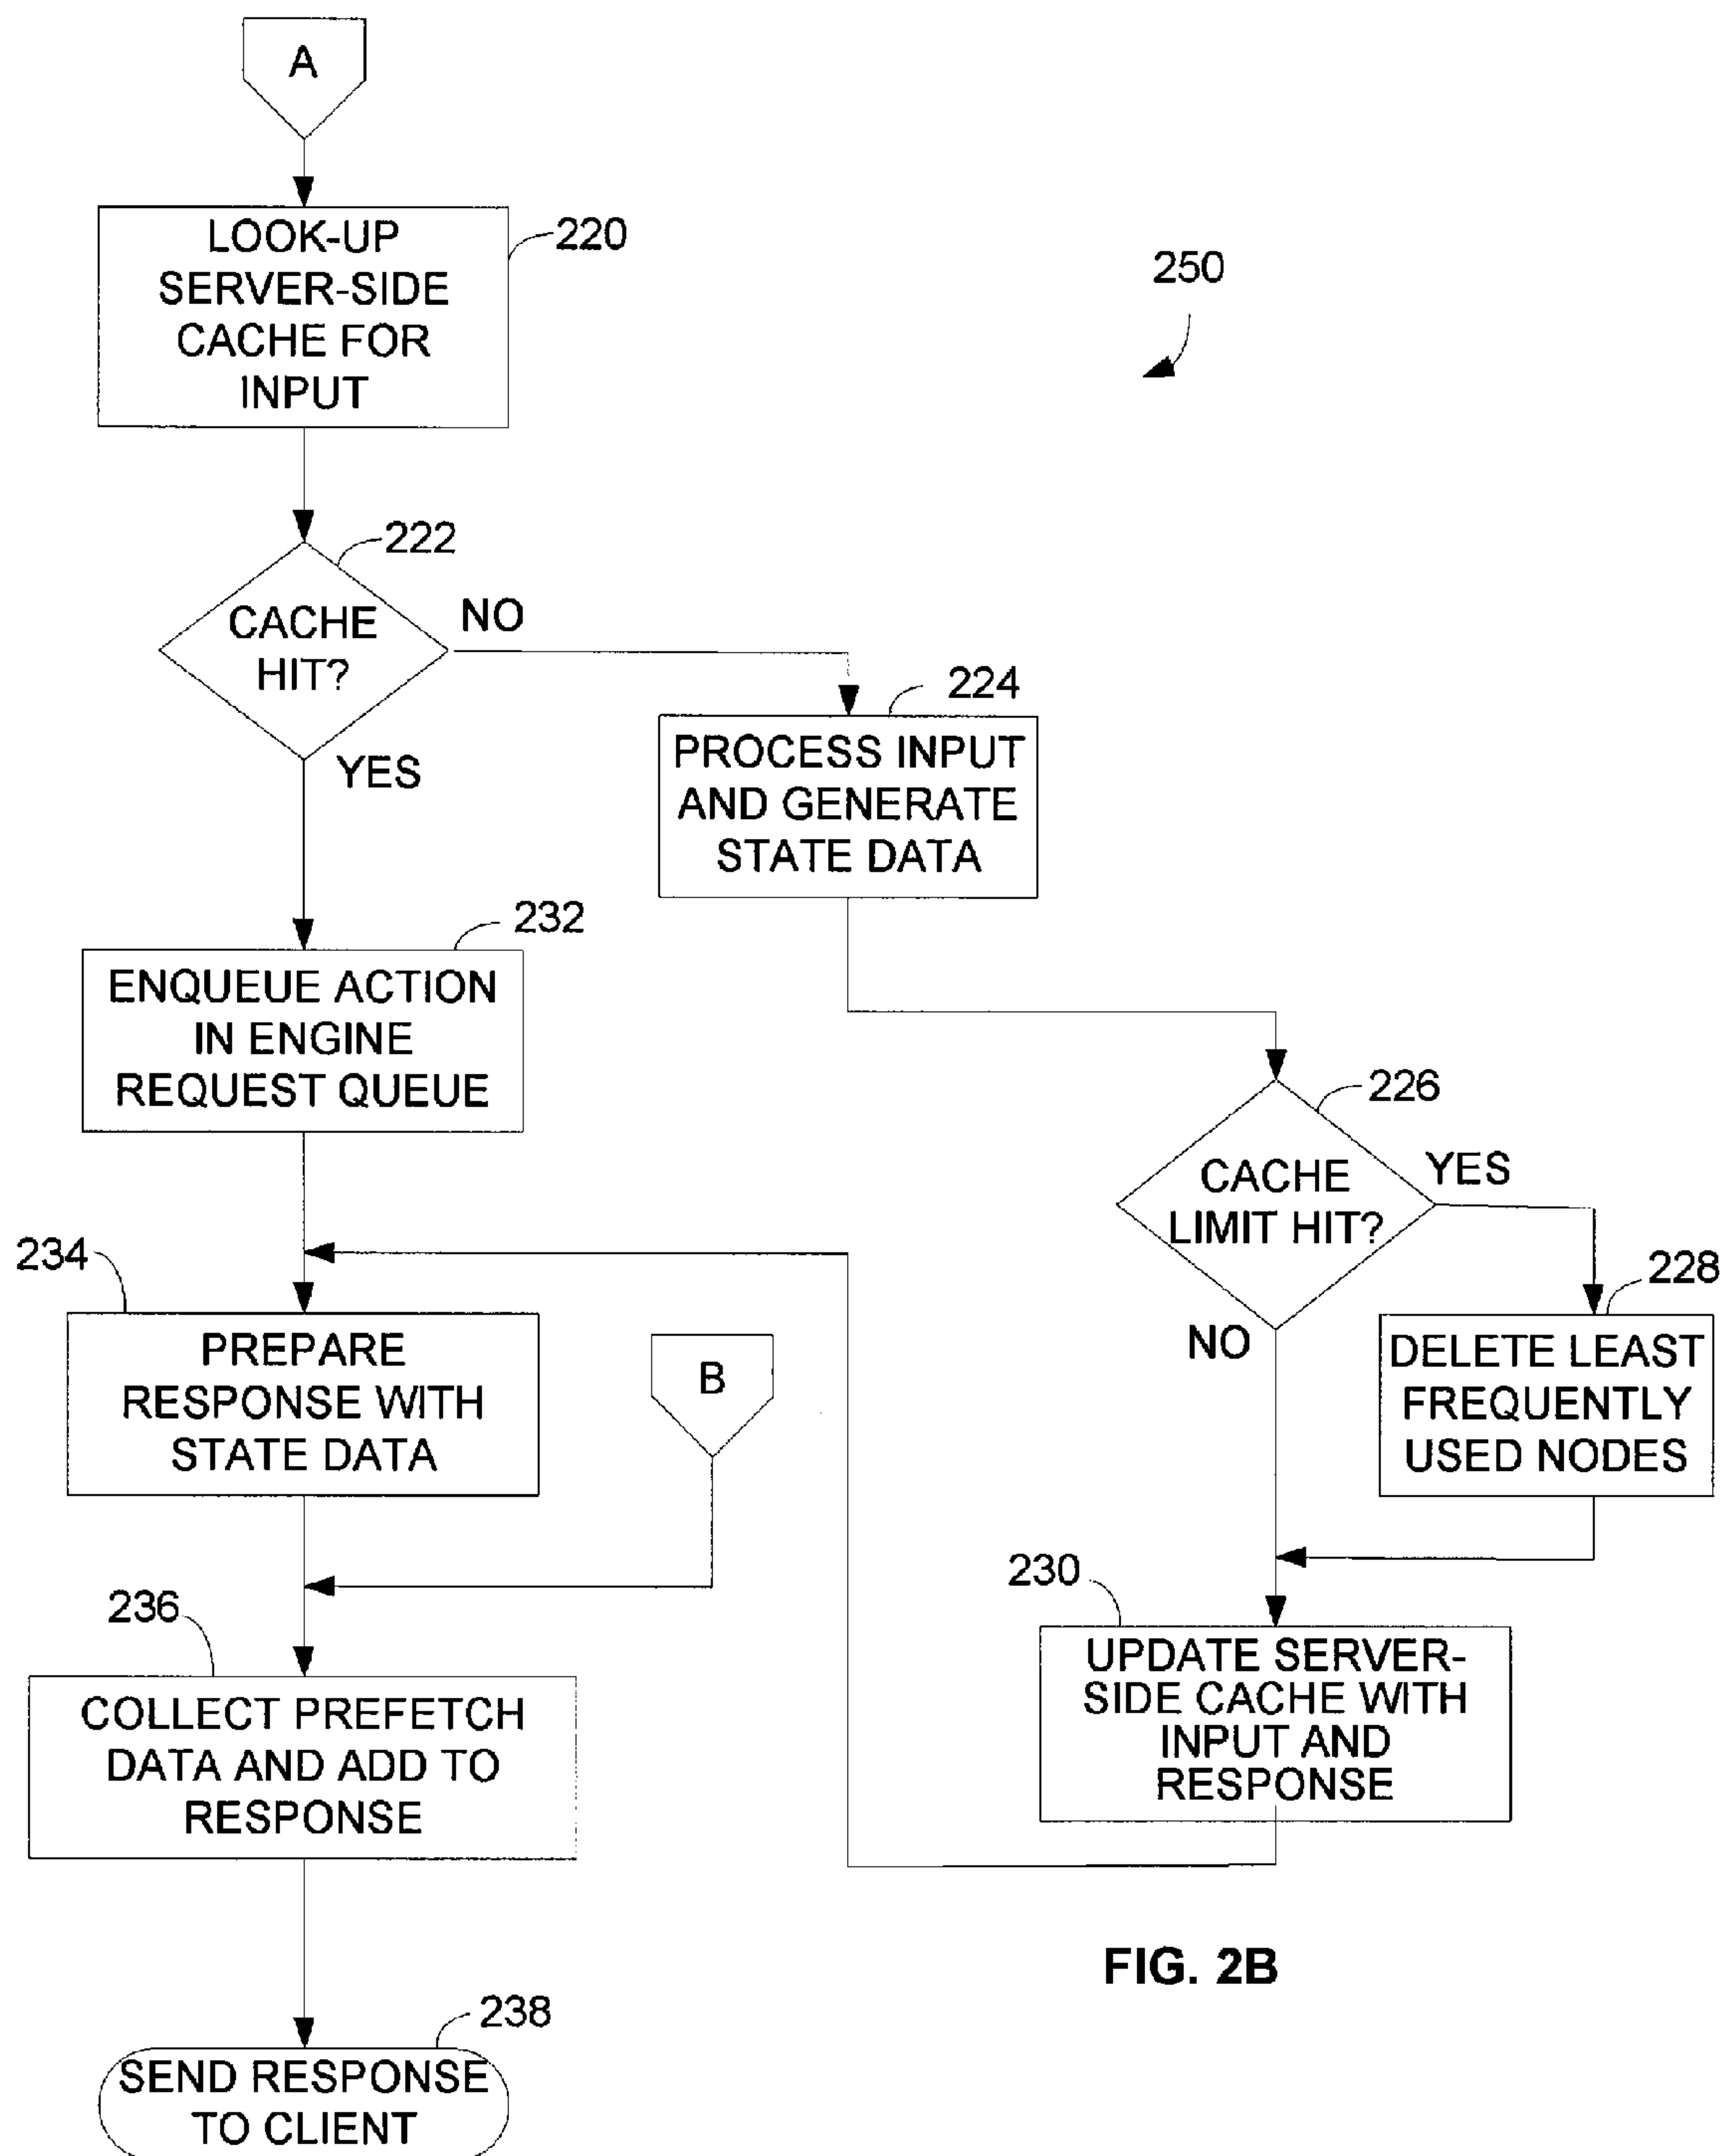 A
LOOK-UP
SERVER-SIDE
CACHE FOR
INPUT
220
250
222
CACHE
HIT?
NO
YES
224
PROCESS INPUT
AND GENERATE
STATE DATA
232
ENQUEUE ACTION
IN ENGINE
REQUEST QUEUE
226
CACHE
LIMIT HIT?
YES
NO
228
DELETE LEAST
FREQUENTLY
USED NODES
234
PREPARE
RESPONSE WITH
STATE DATA
B
230
UPDATE SERVER-
SIDE CACHE WITH
INPUT AND
RESPONSE
236
COLLECT PREFETCH
DATA AND ADD TO
RESPONSE
238
SEND RESPONSE
TO CLIENT
FIG. 2B